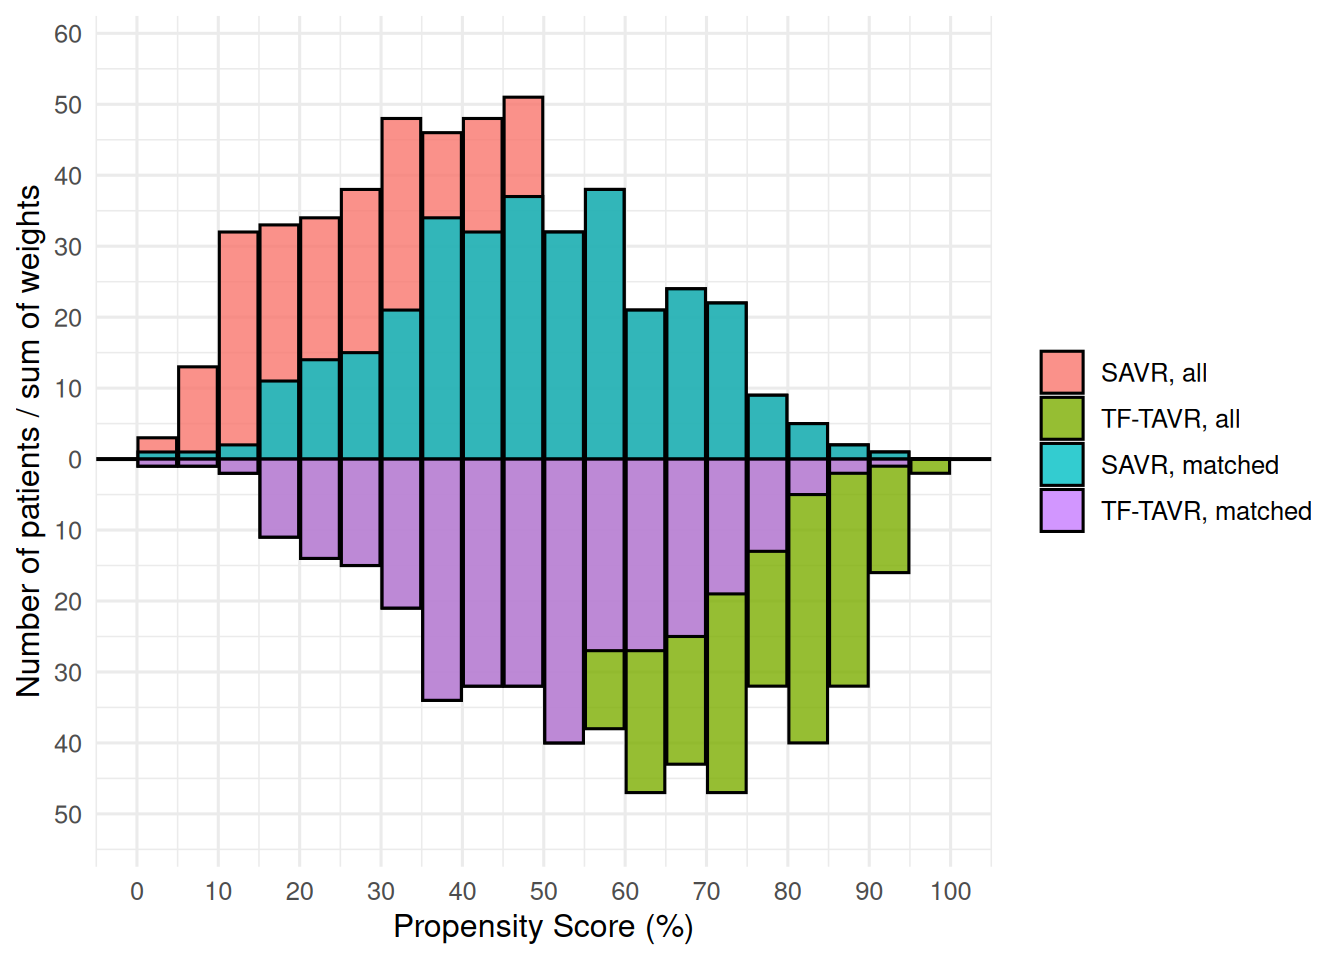 Number of patients / sum of weights
60
50
40
30
20
10
0
10
20
30
40
50
0 10 20 30 40 50 60 70 80 90 100
Propensity Score (%)
SAVR, all
TF-TAVR, all
SAVR, matched
TF-TAVR, matched